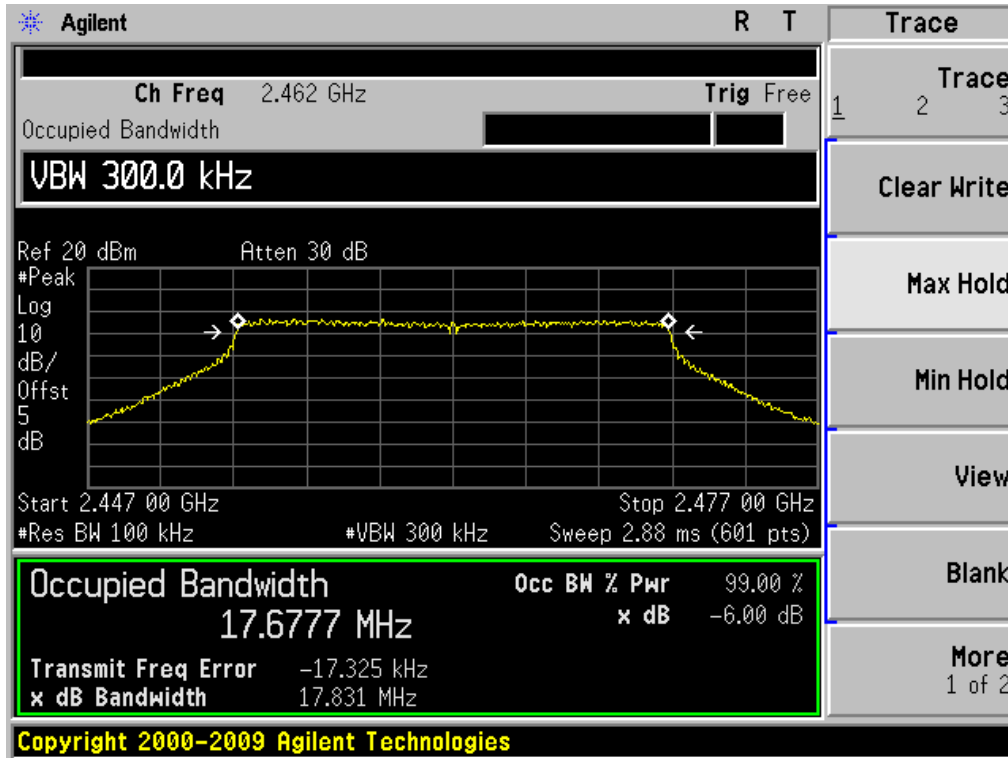 Agilent R T
Ch Freq 2.462 GHz Trig Free
Occupied Bandwidth
VBW 300.0 kHz
Ref 20 dBm Atten 30 dB
#Peak
Log
10
dB/
Offst
5
dB
Start 2.447 00 GHz Stop 2.477 00 GHz
#Res BW 100 kHz #VBW 300 kHz Sweep 2.88 ms (601 pts)
Occupied Bandwidth
17.6777 MHz
Occ BW % Pwr 99.00 %
x dB -6.00 dB
Transmit Freq Error -17.325 kHz
x dB Bandwidth 17.831 MHz
Copyright 2000-2009 Agilent Technologies
Trace
Trace
1 2 3
Clear Write
Max Hold
Min Hold
View
Blank
More
1 of 2